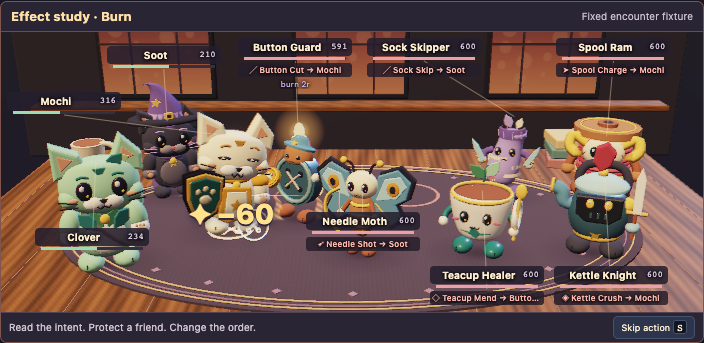 Effect study · Burn
Fixed encounter fixture
Soot 210
Button Guard 591
Sock Skipper 600
Spool Ram 600
Button Cut → Mochi
Sock Skip → Soot
Spool Charge → Mochi
burn 2r
Mochi 316
-60
Needle Moth 600
Needle Shot → Soot
Clover 234
Teacup Healer 600
Kettle Knight 600
Teacup Mend → Butto...
Kettle Crush → Mochi
Read the intent. Protect a friend. Change the order.
Skip action S